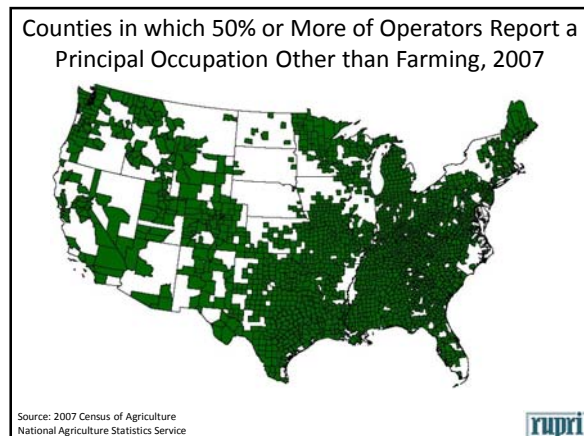 Counties in which 50% or More of Operators Report a
Principal Occupation Other than Farming, 2007
Source: 2007 Census of Agriculture
National Agriculture Statistics Service
rupri